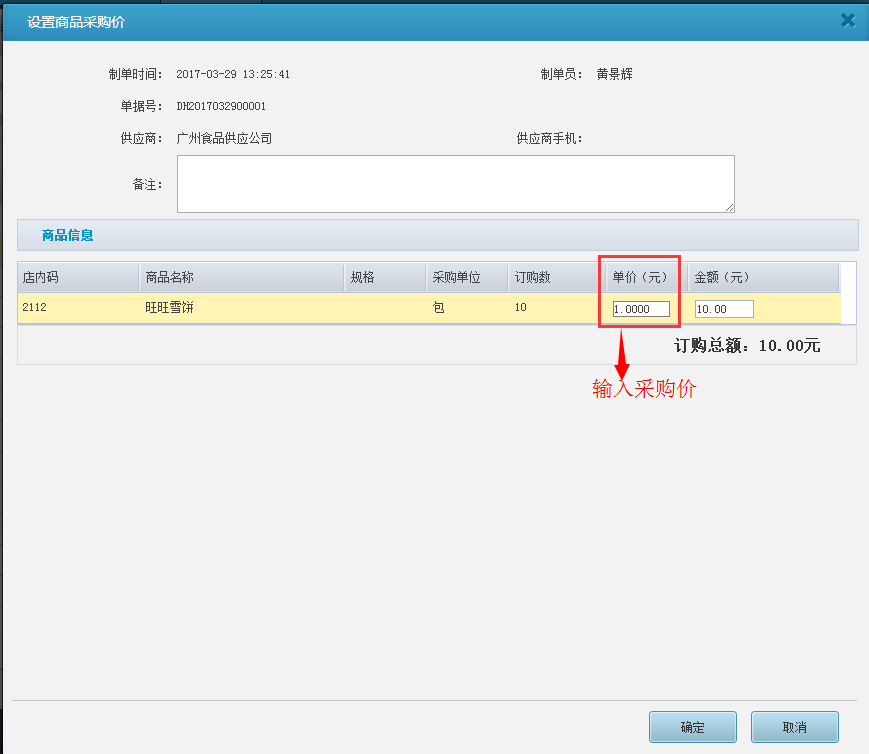 设置商品采购价
制单时间： 2017-03-29 13:25:41 制单员： 黄景辉
单据号： DH2017032900001
供应商： 广州食品供应公司 供应商手机：
备注：
商品信息
店内码 商品名称 规格 采购单位 订购数 单价（元） 金额（元）
2112 旺旺雪饼 包 10 1.0000 10.00
订购总额：10.00元
输入采购价
确定 取消